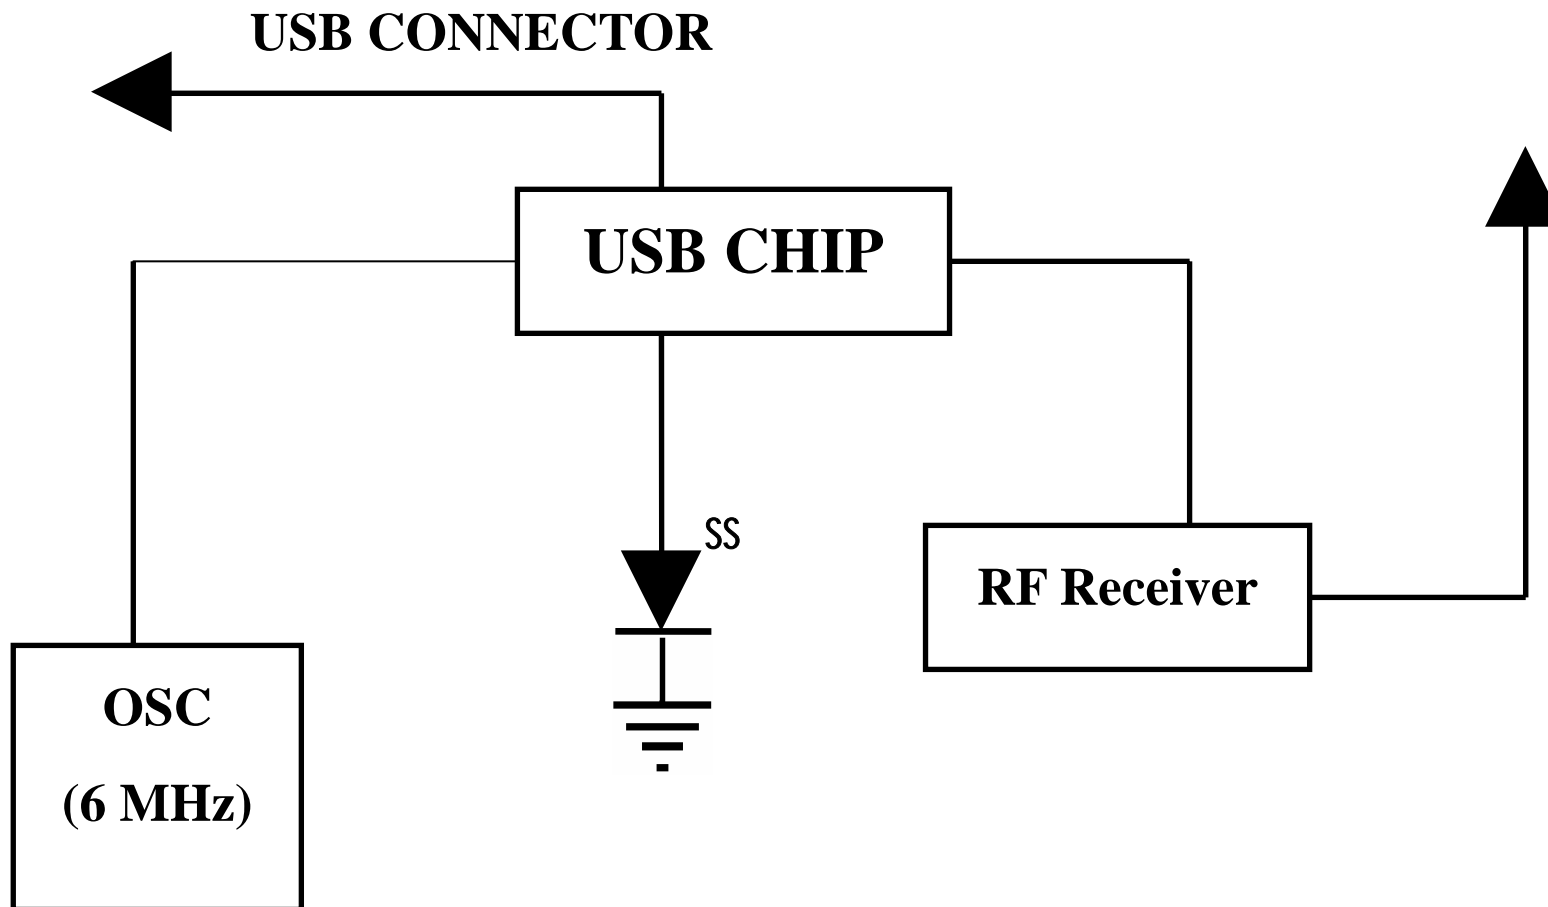 USB CONNECTOR
USB CHIP
SS
RF Receiver
OSC
(6 MHz)